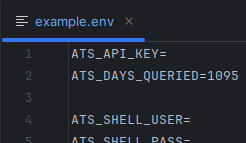 example.env
1 ATS_API_KEY=
2 ATS_DAYS_QUERIED=1095
3
4 ATS_SHELL_USER=
5 ATS_SHELL_PASS=